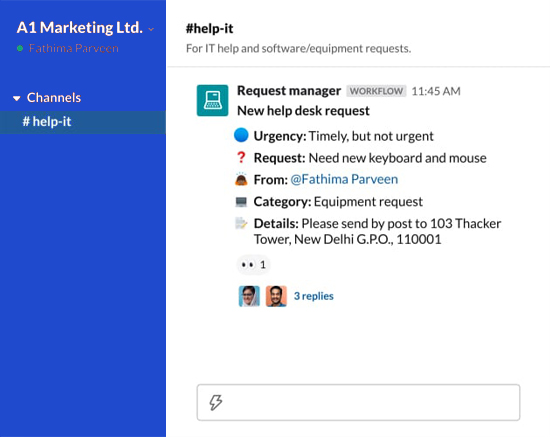 A1 Marketing Ltd.
Fathima Parveen
Channels
# help-it
#help-it
For IT help and software/equipment requests.
Request manager WORKFLOW 11:45 AM
New help desk request
Urgency: Timely, but not urgent
Request: Need new keyboard and mouse
From: @Fathima Parveen
Category: Equipment request
Details: Please send by post to 103 Thacker
Tower, New Delhi G.P.O., 110001
1
3 replies